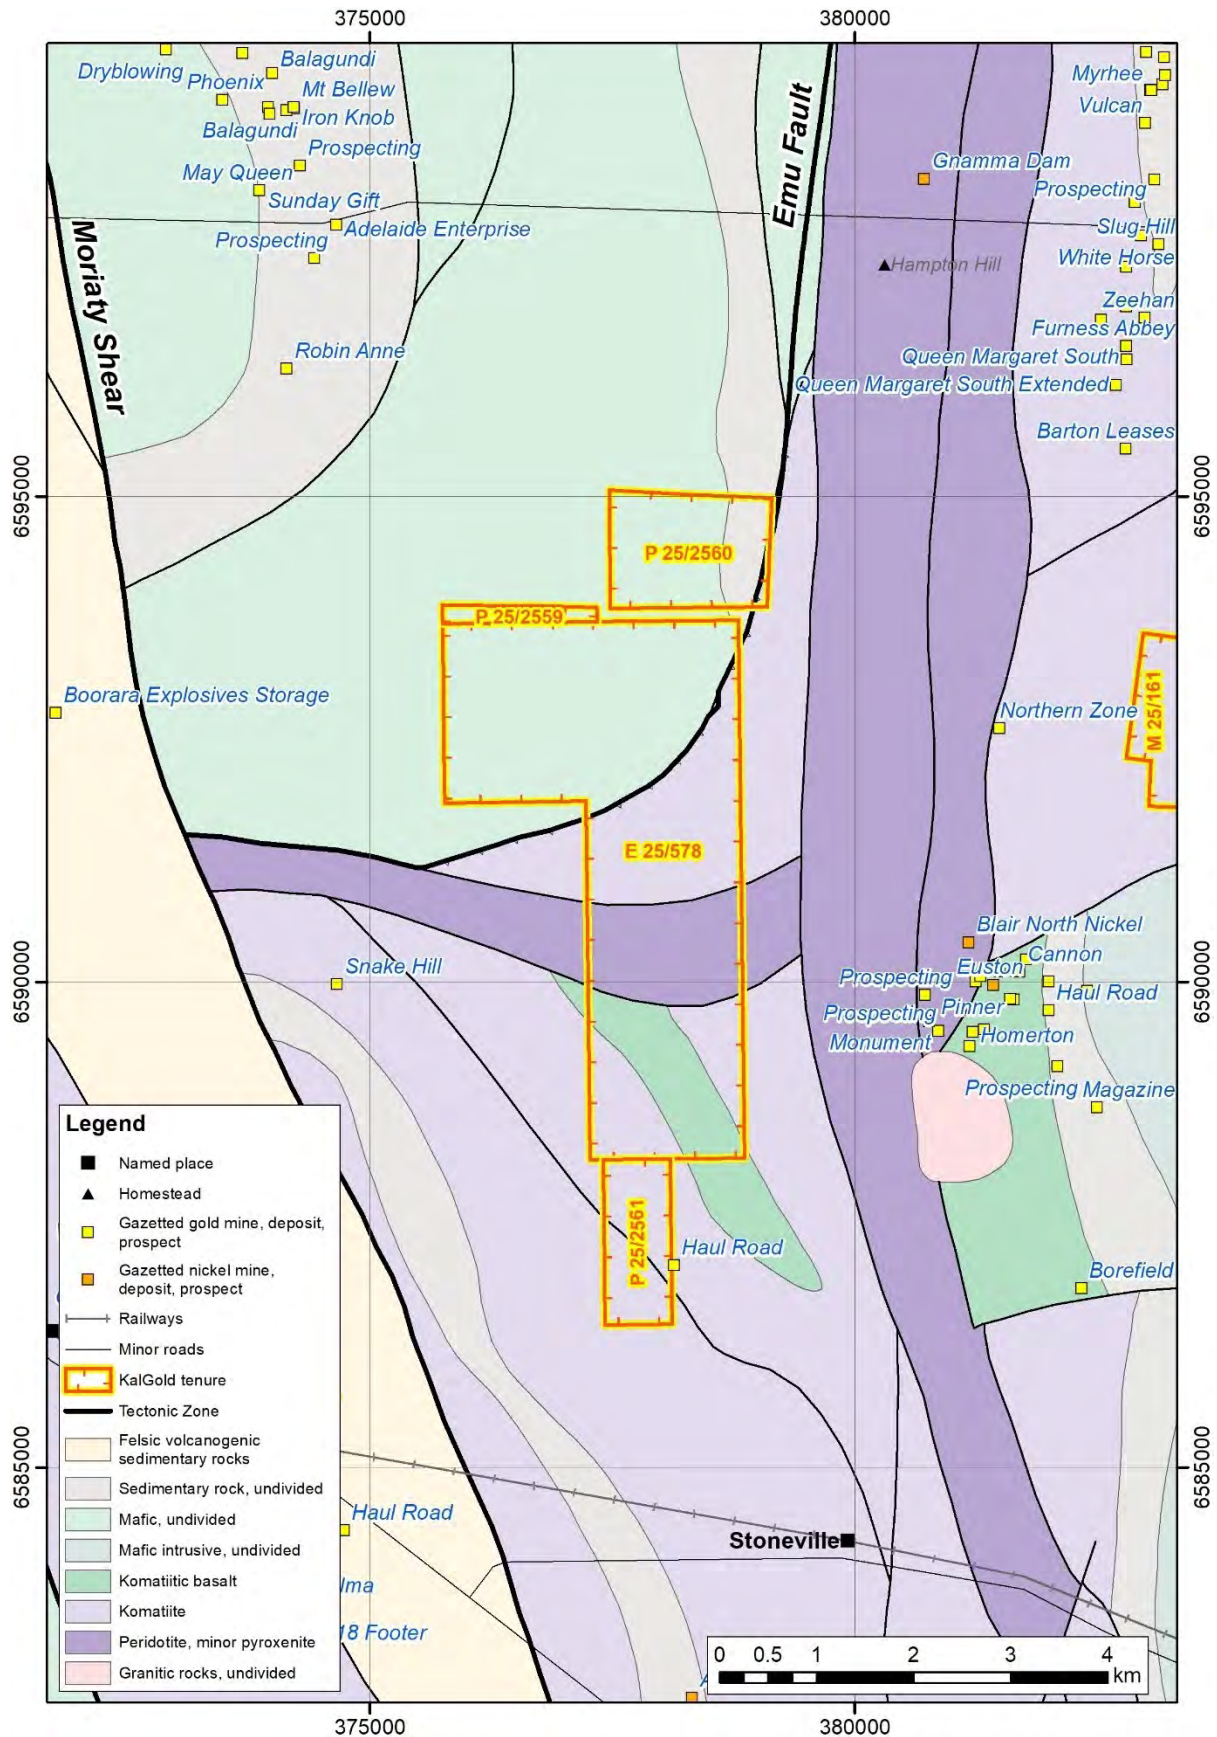 375000
380000
Dryblowing
Balagundi
Phoenix
Mt Bellew
Iron Knob
Balagundi
Prospecting
May Queen
Sunday Gift
Adelaide Enterprise
Prospecting
Robin Anne
Moriaty Shear
Emu Fault
Myrhee
Vulcan
Gnamma Dam
Prospecting
Slug Hill
White Horse
Hampton Hill
Zeehan
Furness Abbey
Queen Margaret South
Queen Margaret South Extended
Barton Leases
6595000
6595000
P 25/2560
P 25/2559
Boorara Explosives Storage
Northern Zone
M 25/161
E 25/578
Blair North Nickel
Cannon
Euston
Prospecting
Snake Hill
Haul Road
Pinner
Prospecting
Homerton
Monument
Prospecting
Magazine
6590000
6590000
P 25/2561
Haul Road
Borefield
Legend
Named place
Homestead
Gazetted gold mine, deposit,
prospect
Gazetted nickel mine,
deposit, prospect
Railways
Minor roads
KalGold tenure
Tectonic Zone
Felsic volcanogenic
sedimentary rocks
Sedimentary rock, undivided
Mafic, undivided
Mafic intrusive, undivided
Komatiitic basalt
Komatiite
Peridotite, minor pyroxenite
Granitic rocks, undivided
6585000
6585000
Haul Road
Stoneville
18 Footer
0 0.5 1 2 3 4
km
375000
380000